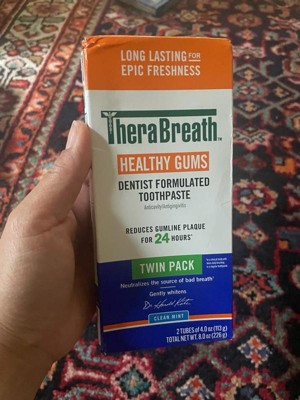 LONG LASTING FOR
EPIC FRESHNESS
TheraBreath™
HEALTHY GUMS
DENTIST FORMULATED
TOOTHPASTE
REDUCES GUMLINE PLAQUE
FOR 24 HOURS*
TWIN PACK
Neutralizes the source of bad breath*
Gently whitens
CLEAN MINT
2 TUBES of 4.0 oz (113 g)
TOTAL NET WT. 8.0 oz (226 g)